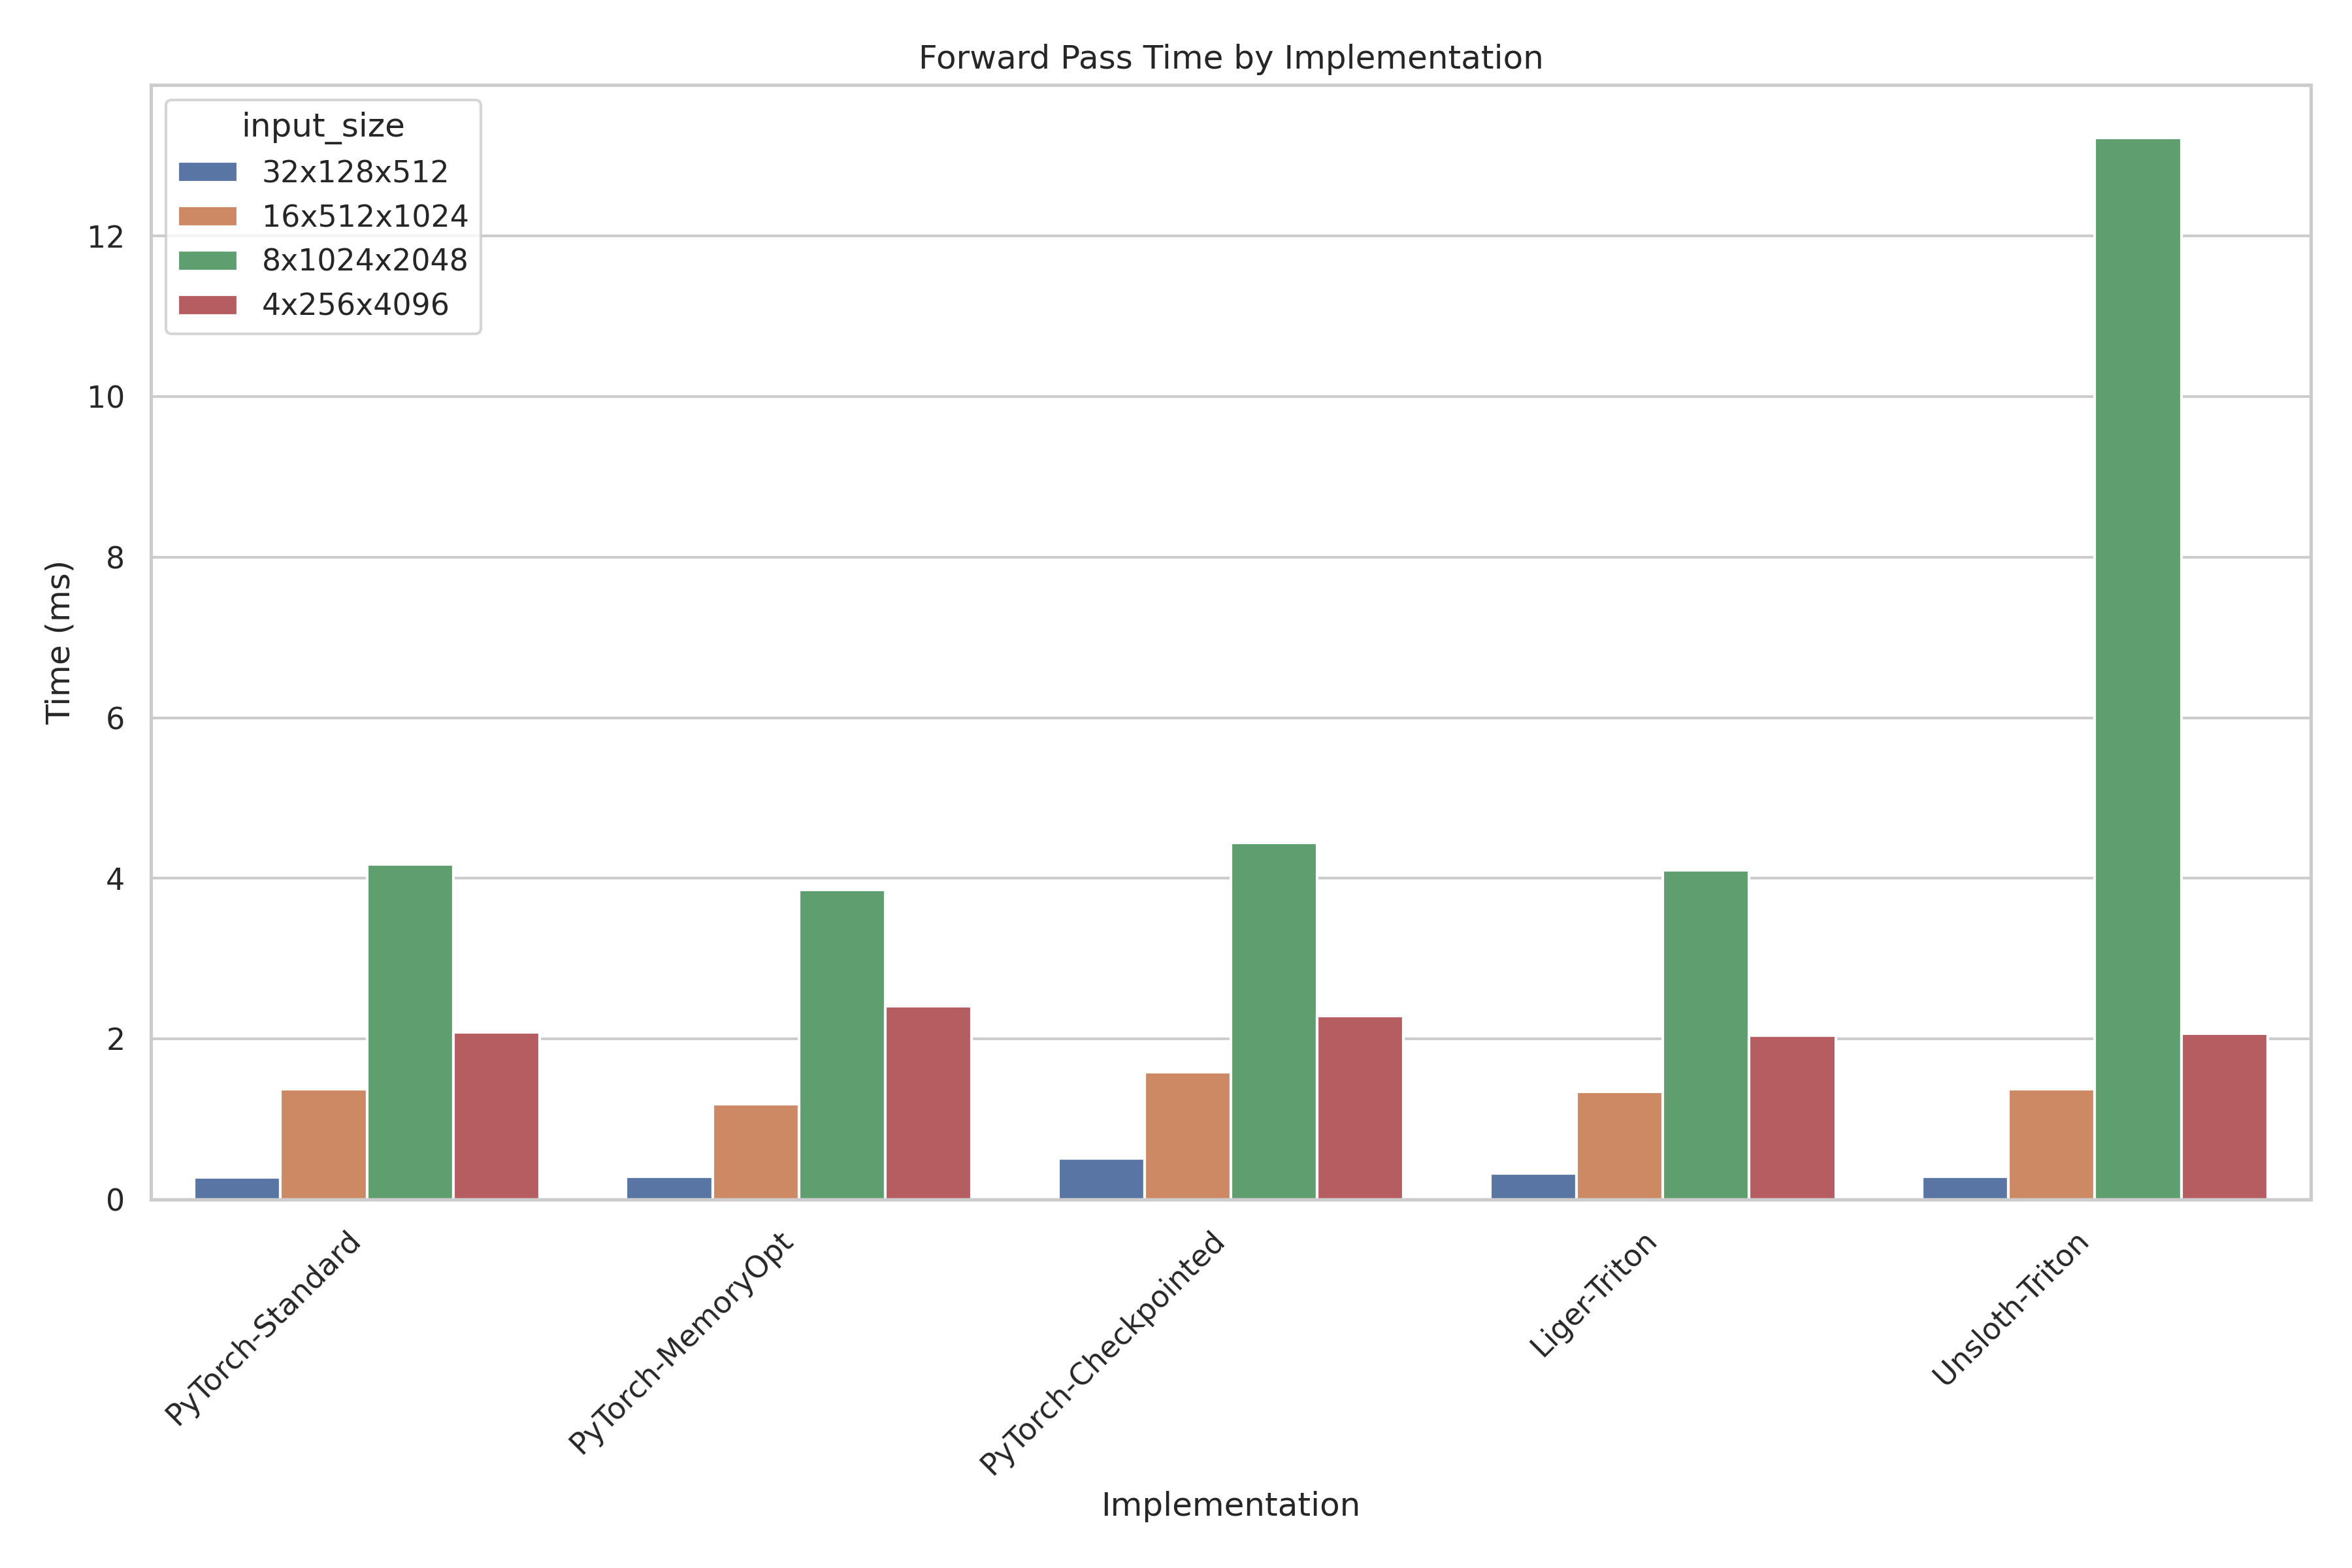 Forward Pass Time by Implementation
input_size
32x128x512
16x512x1024
8x1024x2048
4x256x4096
12
10
8
6
4
2
0
Time (ms)
PyTorch-Standard
PyTorch-MemoryOpt
PyTorch-Checkpointed
Liger-Triton
Unsloth-Triton
Implementation